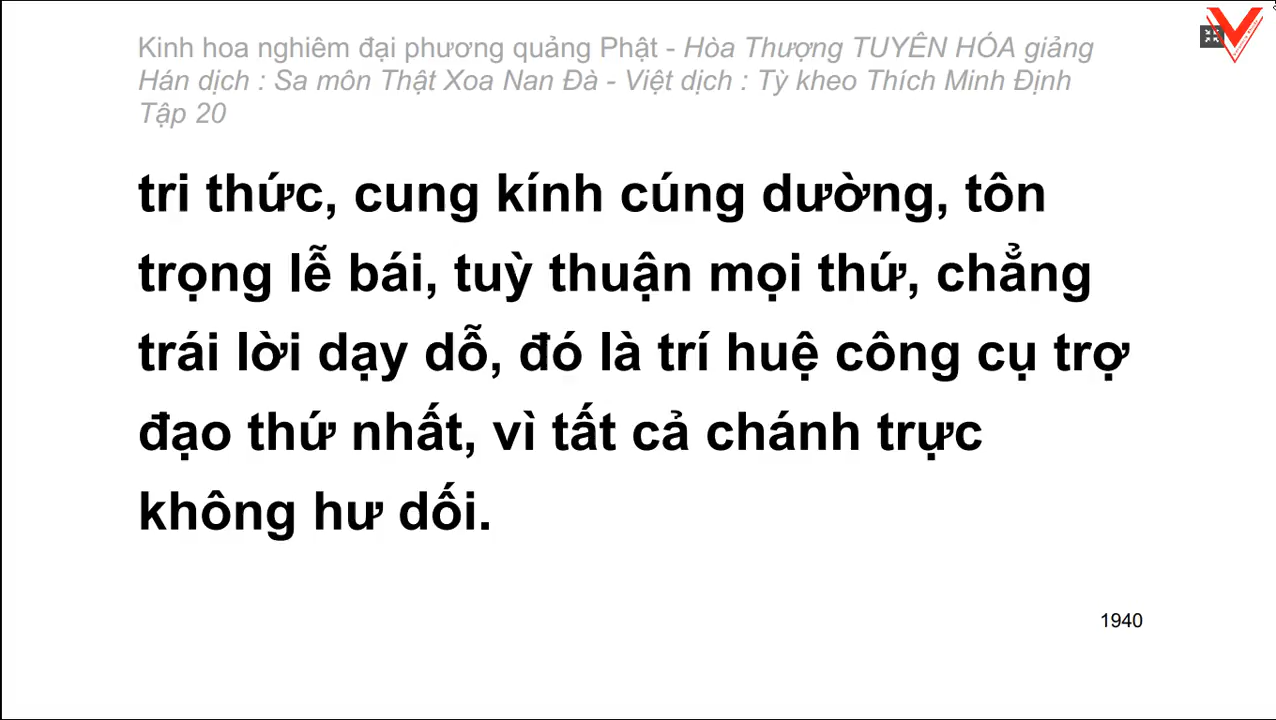 Kinh hoa nghiêm đại phương quảng Phật - Hòa Thượng TUYÊN HÓA giảng
Hán dịch : Sa môn Thật Xoa Nan Đà - Việt dịch : Tỳ kheo Thích Minh Định
Tập 20
tri thức, cung kính cúng dường, tôn
trọng lễ bái, tuỳ thuận mọi thứ, chẳng
trái lời dạy dỗ, đó là trí huệ công cụ trợ
đạo thứ nhất, vì tất cả chánh trực
không hư dối.
1940